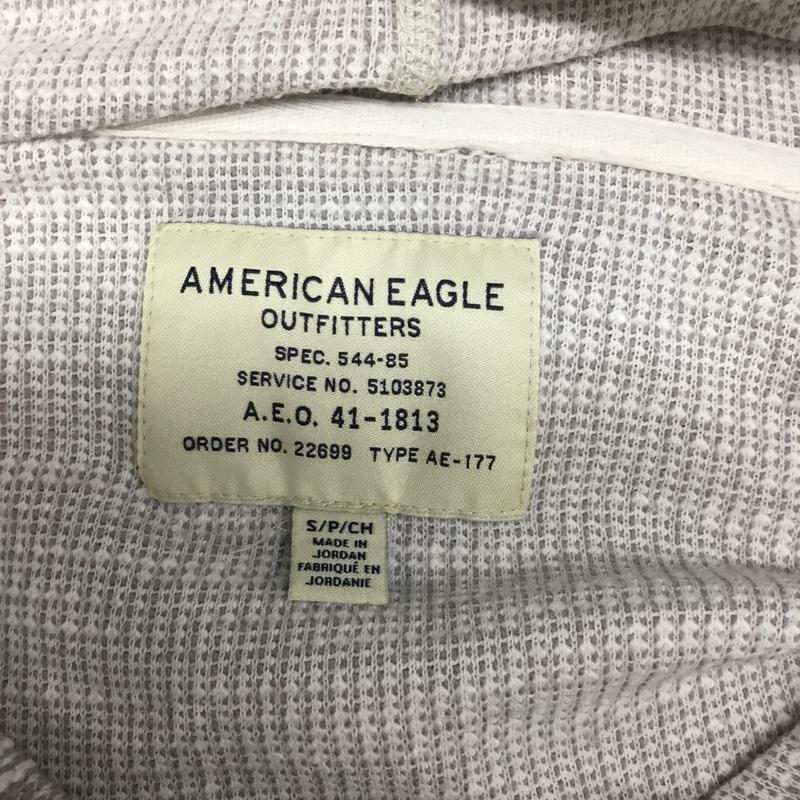 AMERICAN EAGLE
OUTFITTERS
SPEC. 544-85
SERVICE NO. 5103873
A.E.O. 41-1813
ORDER NO. 22699 TYPE AE-177
S/P/CH
MADE IN
JORDAN
FABRIQUÉ EN
JORDANIE